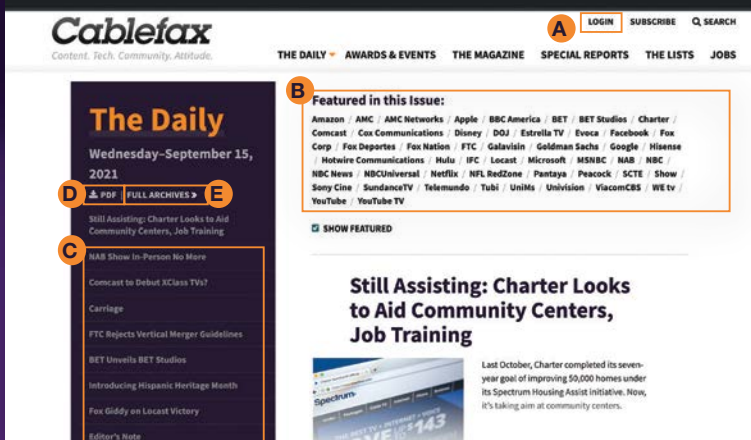 Cablefax
Content. Tech. Community. Attitude.
A
LOGIN SUBSCRIBE SEARCH
THE DAILY AWARDS & EVENTS THE MAGAZINE SPECIAL REPORTS THE LISTS JOBS
The Daily
Wednesday–September 15,
2021
D
PDF FULL ARCHIVES
E
Still Assisting: Charter Looks to Aid
Community Centers, Job Training
C
NAB Show In-Person No More
Comcast to Debut XClass TVs?
Carriage
FTC Rejects Vertical Merger Guidelines
BET Unveils BET Studios
Introducing Hispanic Heritage Month
Fox Giddy on Locast Victory
Editor's Note
B
Featured in this Issue:
Amazon / AMC / AMC Networks / Apple / BBC America / BET / BET Studios / Charter /
Comcast / Cox Communications / Disney / DOJ / Estrella TV / Evoca / Facebook / Fox
Corp / Fox Deportes / Fox Nation / FTC / Galavisin / Goldman Sachs / Google / Hisense
/ Hotwire Communications / Hulu / IFC / Locast / Microsoft / MSNBC / NAB / NBC /
NBC News / NBCUniversal / Netflix / NFL RedZone / Pantaya / Peacock / SCTE / Show /
Sony Cine / SundanceTV / Telemundo / Tubi / UniMs / Univision / ViacomCBS / WE tv /
YouTube / YouTube TV
SHOW FEATURED
Still Assisting: Charter Looks
to Aid Community Centers,
Job Training
Last October, Charter completed its seven-
year goal of improving 50,000 homes under
its Spectrum Housing Assist initiative. Now,
it's taking aim at community centers.
Spectrum
THE BEST TV + INTERNET + VOICE
UP $143